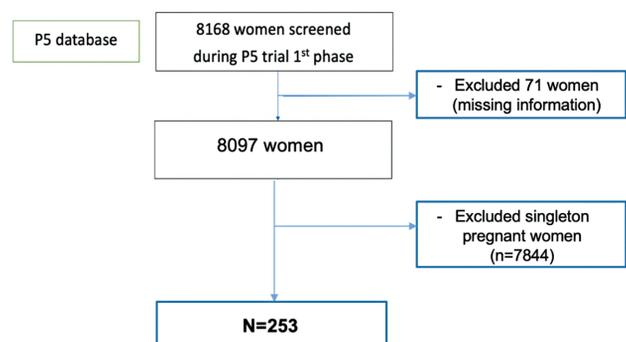 P5 database
8168 women screened
during P5 trial 1st phase
- Excluded 71 women
(missing information)
8097 women
- Excluded singleton
pregnant women
(n=7844)
N=253